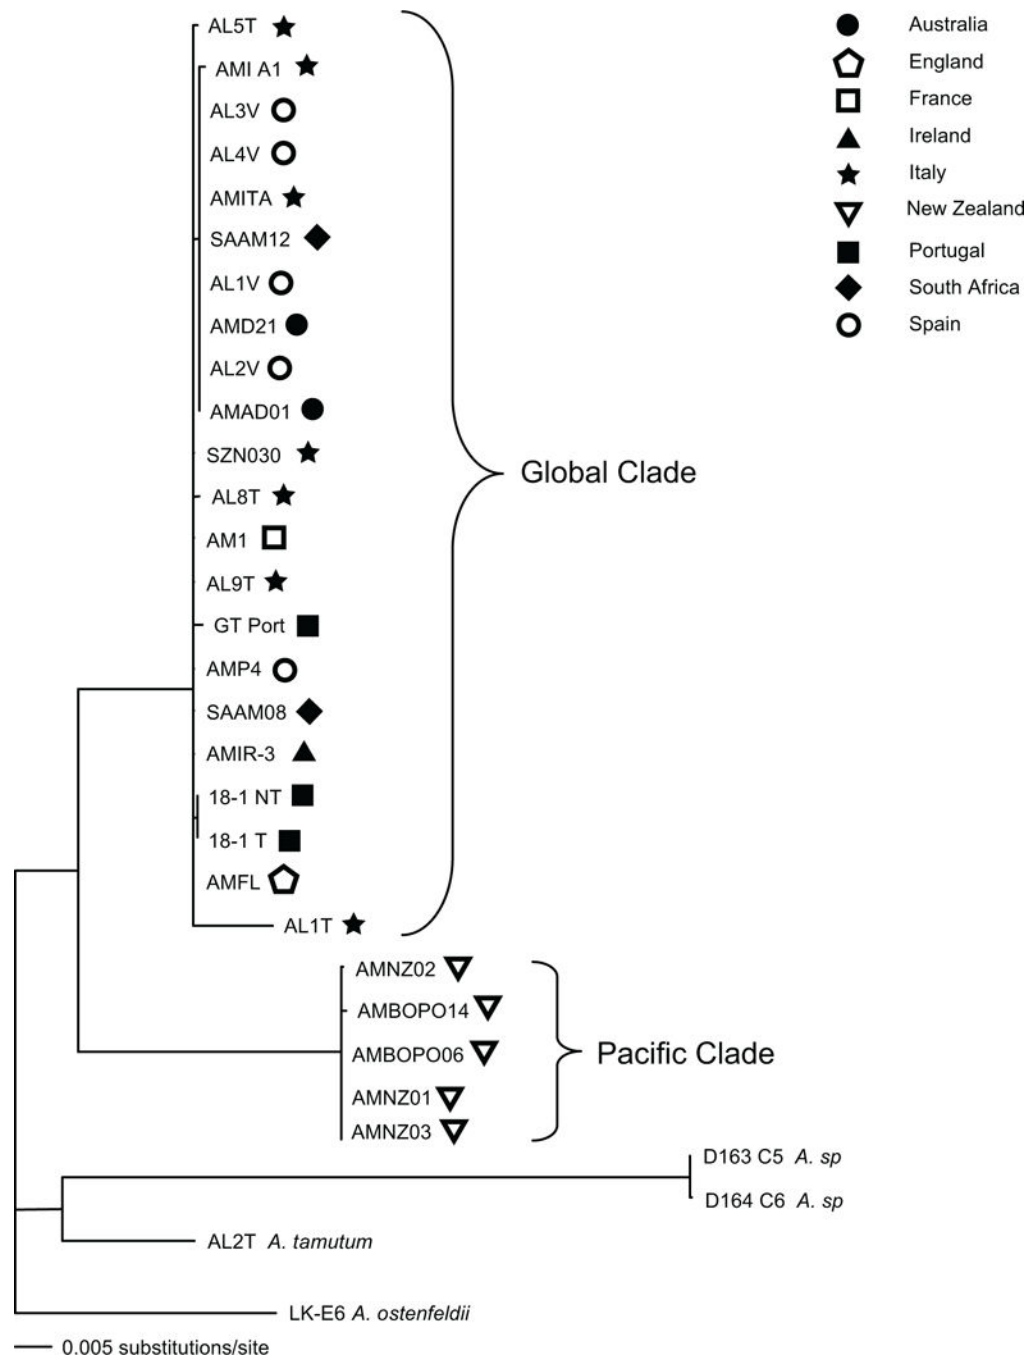 AL5T
AMI A1
AL3V
AL4V
AMITA
SAAM12
AL1V
AMD21
AL2V
AMAD01
SZN030
AL8T
AM1
AL9T
GT Port
AMP4
SAAM08
AMIR-3
18-1 NT
18-1 T
AMFL
AL1T
Global Clade
AMNZ02
AMBOPO14
AMBOPO06
AMNZ01
AMNZ03
Pacific Clade
D163 C5 A. sp
D164 C6 A. sp
AL2T A. tamutum
LK-E6 A. ostenfeldii
0.005 substitutions/site
Australia
England
France
Ireland
Italy
New Zealand
Portugal
South Africa
Spain